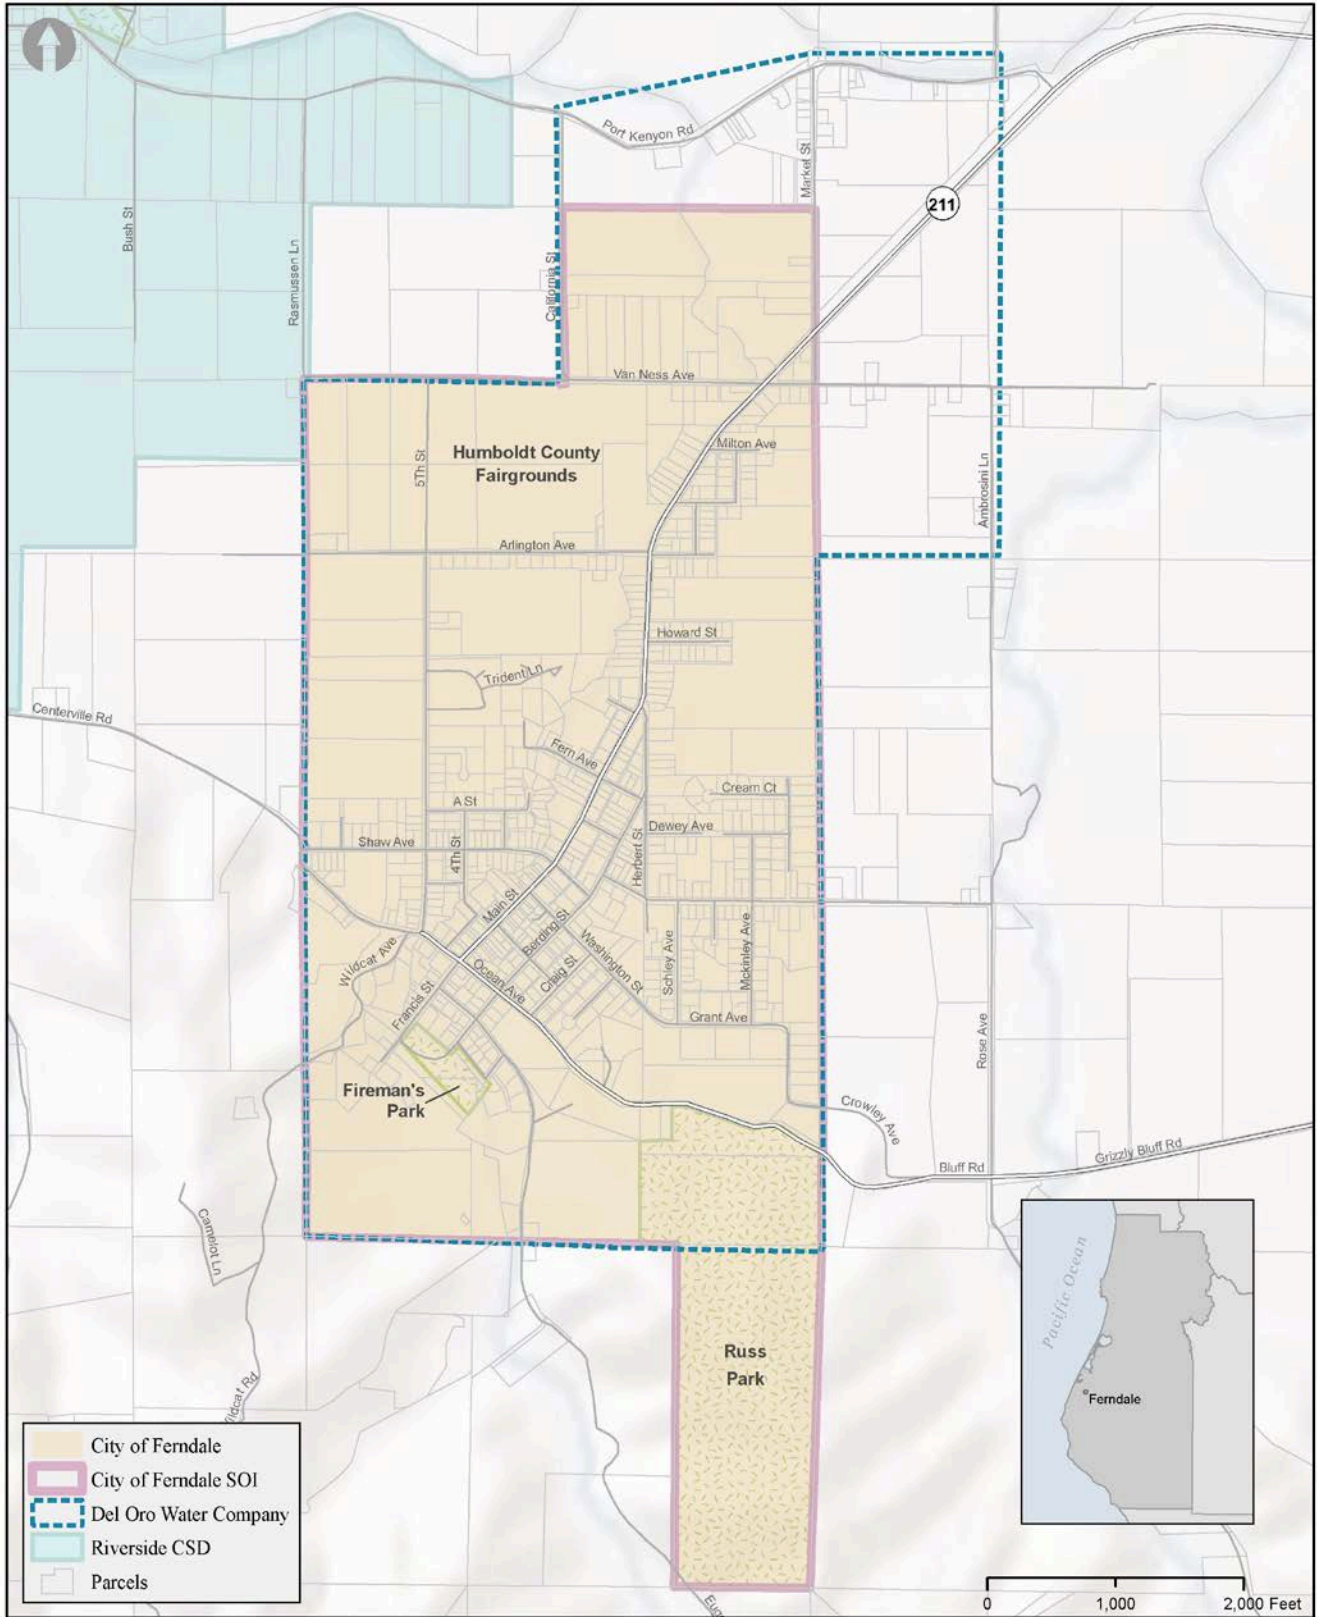 Port Kenyon Rd
Market St
211
Bush St
Rasmussen Ln
California St
Van Ness Ave
Humboldt County
Fairgrounds
5Th St
Milton Ave
Ambrosini Ln
Arlington Ave
Howard St
Trident Ln
Centerville Rd
Fern Ave
Cream Ct
A St
Dewey Ave
Shaw Ave
4Th St
Herbert St
Main St
Berding St
Washington St
Wildcat Ave
Ocean Ave
Craig St
Schley Ave
Mckinley Ave
Francis St
Grant Ave
Rose Ave
Fireman's
Park
Crowley Ave
Bluff Rd
Grizzly Bluff Rd
Camelot Ln
Pacific Ocean
Russ
Park
Ferndale
ildcat Rd
City of Ferndale
City of Ferndale SOI
Del Oro Water Company
Riverside CSD
Parcels
0 1,000 2,000 Feet